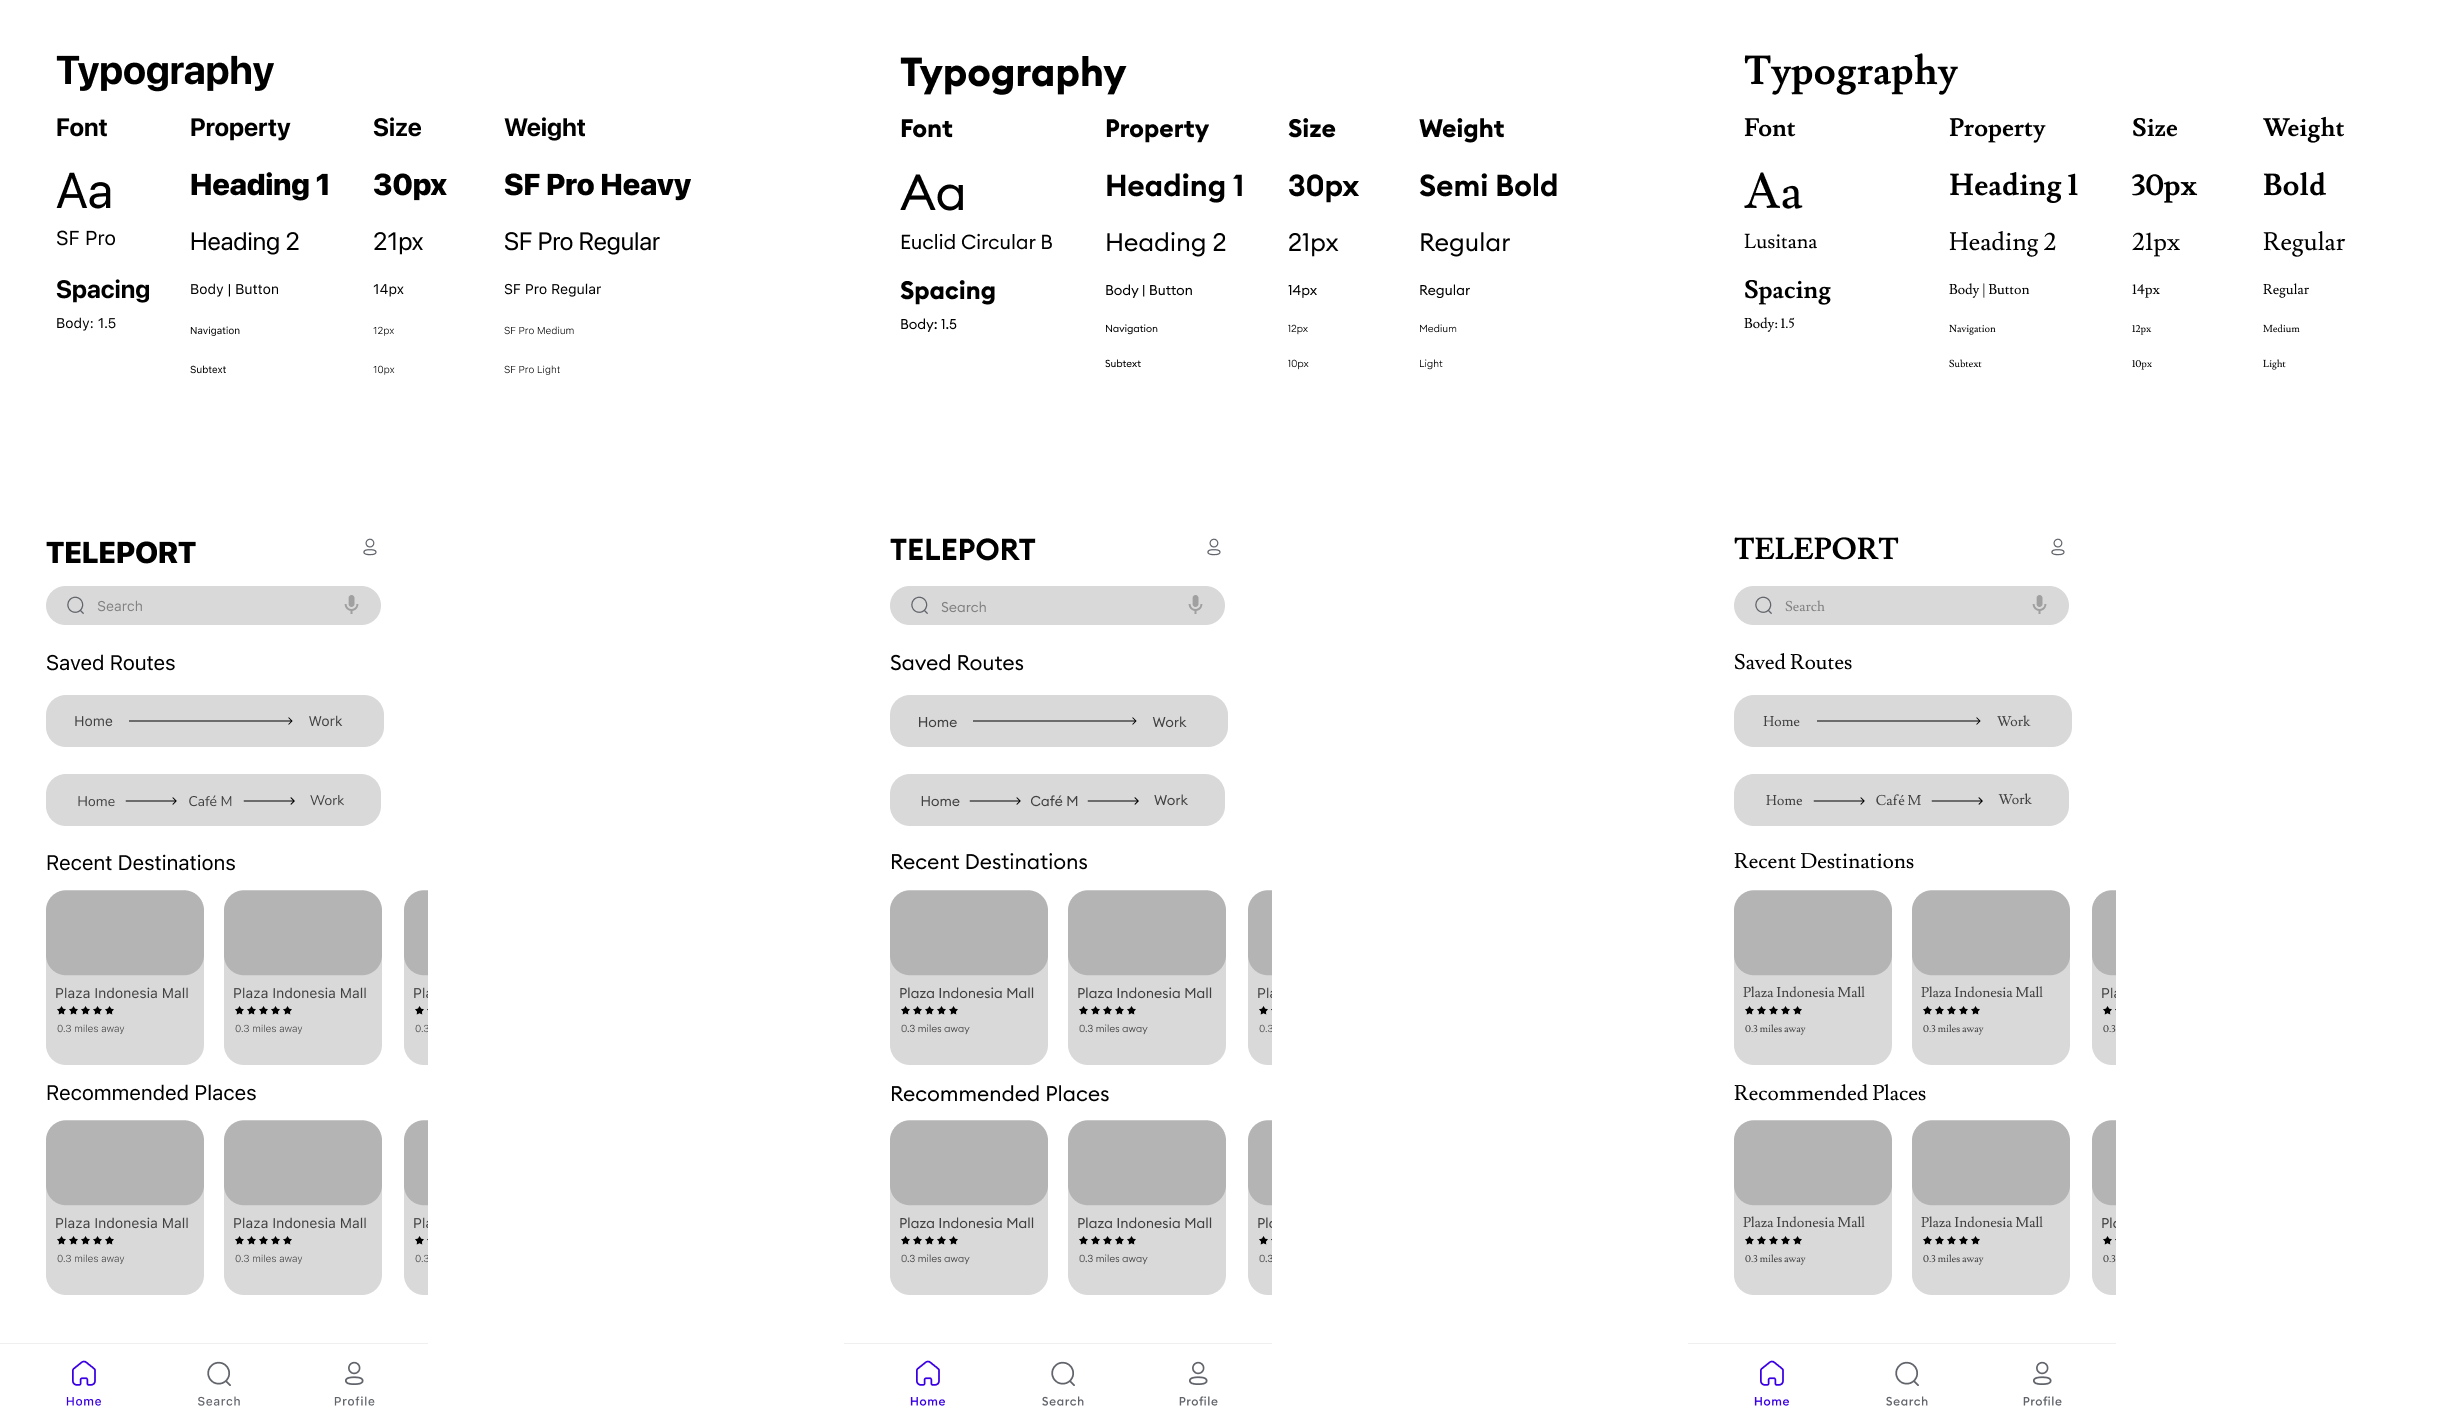 Typography
Font Property Size Weight
Aa Heading 1 30px SF Pro Heavy
SF Pro Heading 2 21px SF Pro Regular
Spacing Body | Button 14px SF Pro Regular
Body: 1.5 Navigation 12px SF Pro Medium
Subtext 10px SF Pro Light
TELEPORT
Search
Saved Routes
Home Work
Home Café M Work
Recent Destinations
Plaza Indonesia Mall Plaza Indonesia Mall Pla
0.3 miles away 0.3 miles away 0.3
Recommended Places
Plaza Indonesia Mall Plaza Indonesia Mall Pla
0.3 miles away 0.3 miles away 0.3
Home Search Profile
Typography
Font Property Size Weight
Aa Heading 1 30px Semi Bold
Euclid Circular B Heading 2 21px Regular
Spacing Body | Button 14px Regular
Body: 1.5 Navigation 12px Medium
Subtext 10px Light
TELEPORT
Search
Saved Routes
Home Work
Home Café M Work
Recent Destinations
Plaza Indonesia Mall Plaza Indonesia Mall Pla
0.3 miles away 0.3 miles away 0.3
Recommended Places
Plaza Indonesia Mall Plaza Indonesia Mall Pla
0.3 miles away 0.3 miles away 0.3
Home Search Profile
Typography
Font Property Size Weight
Aa Heading 1 30px Bold
Lusitana Heading 2 21px Regular
Spacing Body | Button 14px Regular
Body: 1.5 Navigation 12px Medium
Subtext 10px Light
TELEPORT
Search
Saved Routes
Home Work
Home Café M Work
Recent Destinations
Plaza Indonesia Mall Plaza Indonesia Mall Pla
0.3 miles away 0.3 miles away 0.3
Recommended Places
Plaza Indonesia Mall Plaza Indonesia Mall Pla
0.3 miles away 0.3 miles away 0.3
Home Search Profile